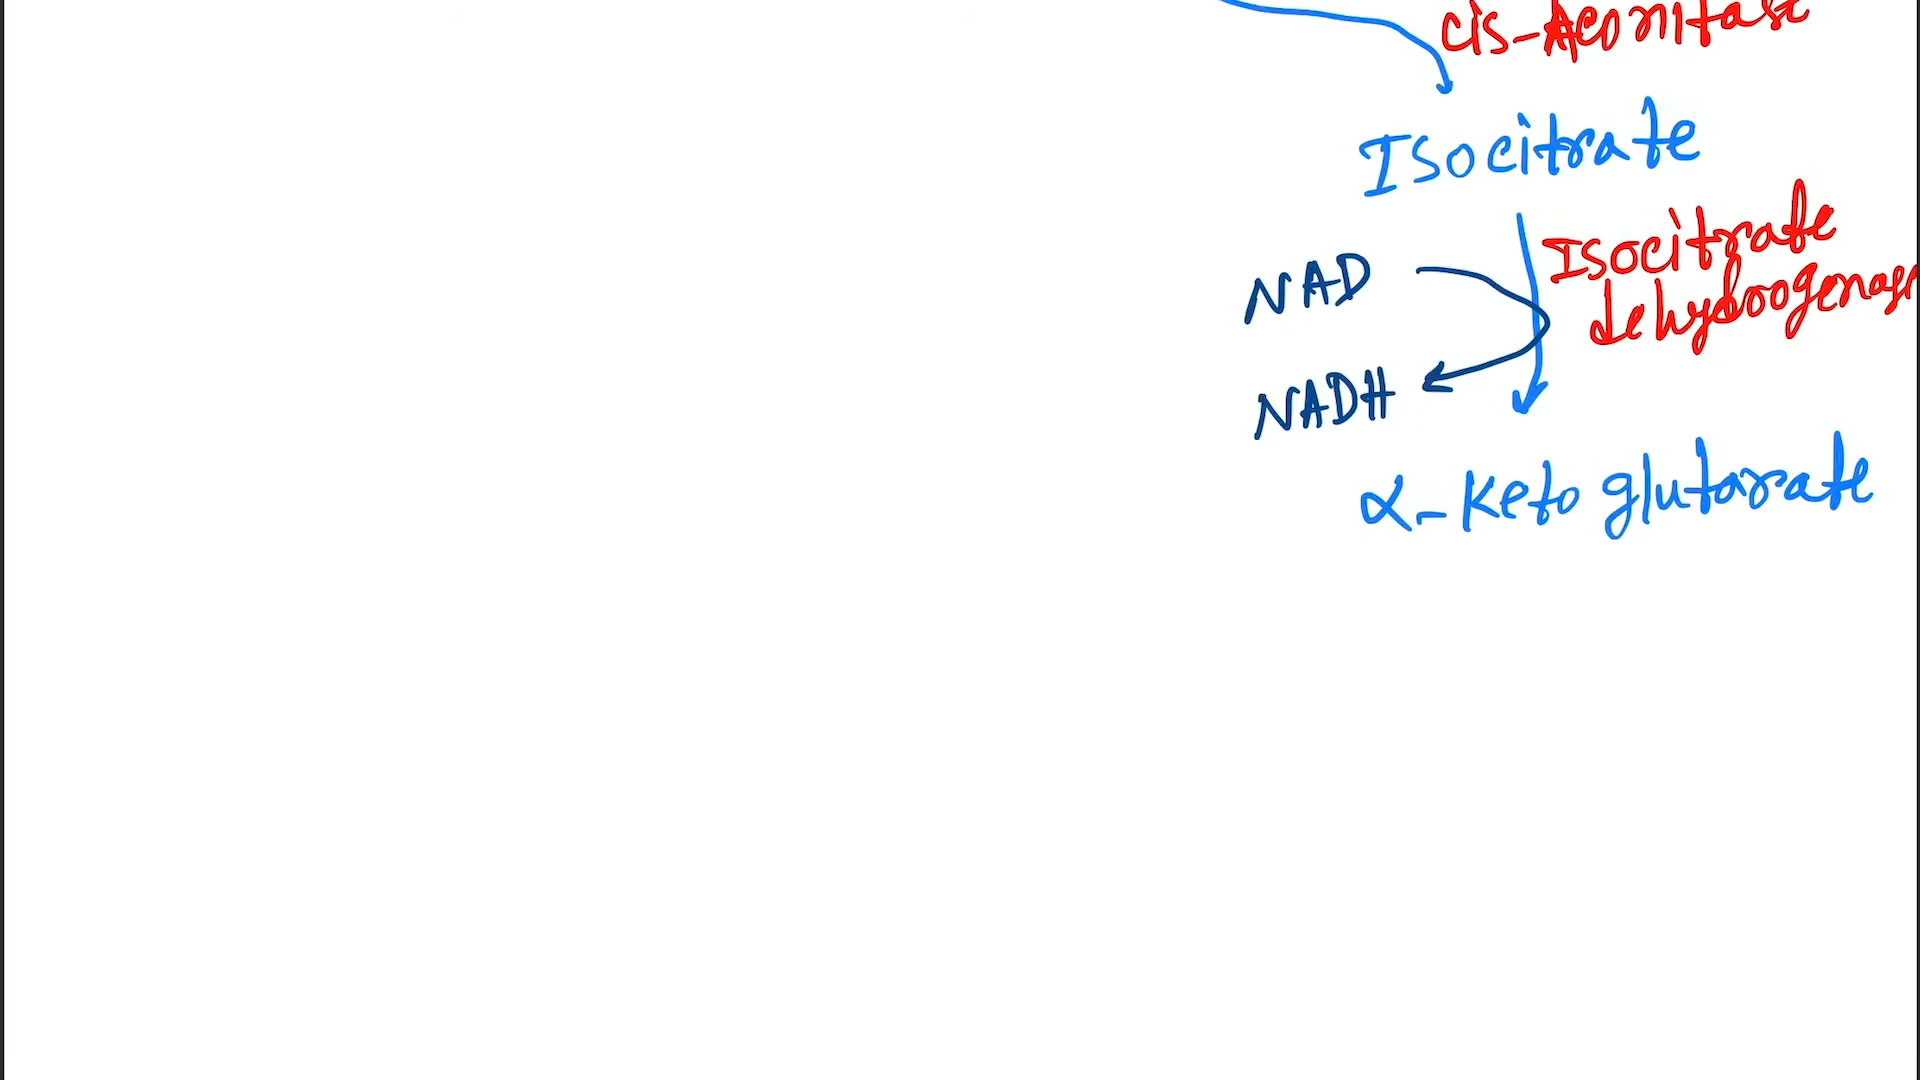 cis-Aconitase
Isocitrate
Isocitrate
dehydrogenase
NAD
NADH
α-Keto glutarate